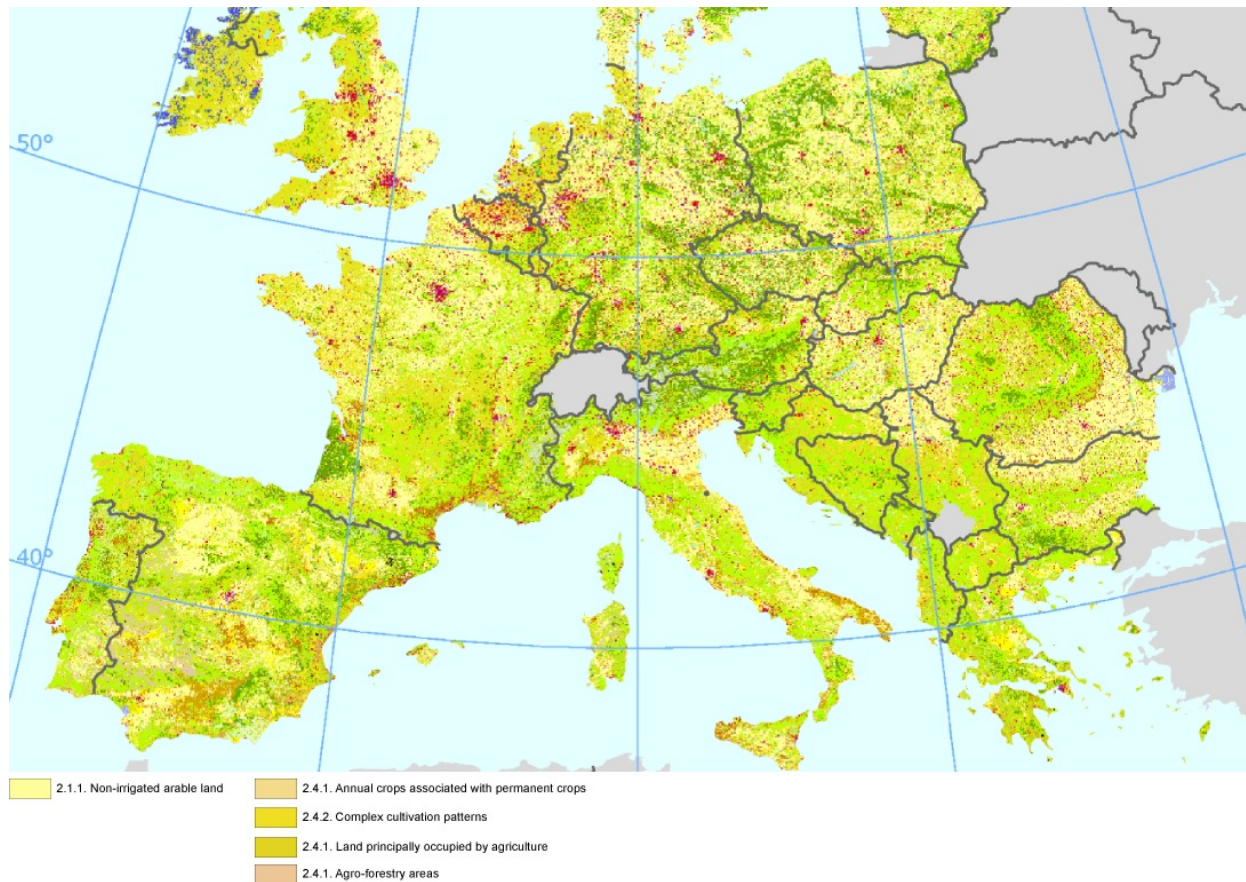 50°
40°
2.1.1. Non-irrigated arable land
2.4.1. Annual crops associated with permanent crops
2.4.2. Complex cultivation patterns
2.4.1. Land principally occupied by agriculture
2.4.1. Agro-forestry areas